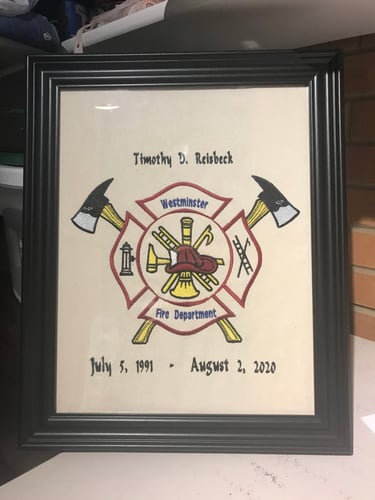 Timothy D. Reisbeck
Westminster
Fire Department
July 5, 1991 - August 2, 2020